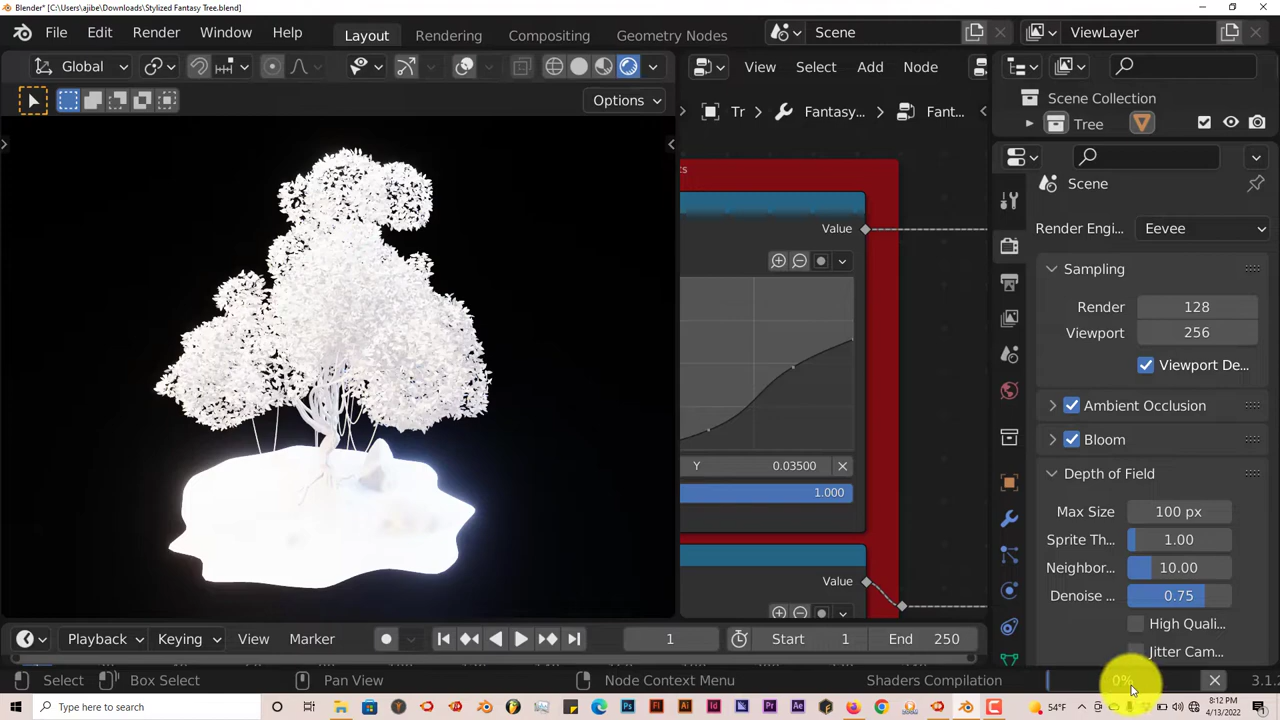 Blender* [C:\Users\ajibe\Downloads\Stylized Fantasy Tree.blend]
File Edit Render Window Help Layout Rendering Compositing Geometry Nodes Scene ViewLayer
Global View Select Add Node
Options Tr Fantasy... Fant... Scene Collection
Tree
Scene
Value
Render Engi... Eevee
Sampling
Render 128
Viewport 256
Viewport De...
Ambient Occlusion
Bloom
Y 0.03500
Depth of Field
1.000
Max Size 100 px
Sprite Th... 1.00
Neighbor... 10.00
Value
Denoise ... 0.75
High Quali...
Playback Keying View Marker 1 Start 1 End 250
Jitter Cam...
Select Box Select Pan View Node Context Menu Shaders Compilation 0% 3.1.2
Type here to search
54°F
8:12 PM
4/13/2022